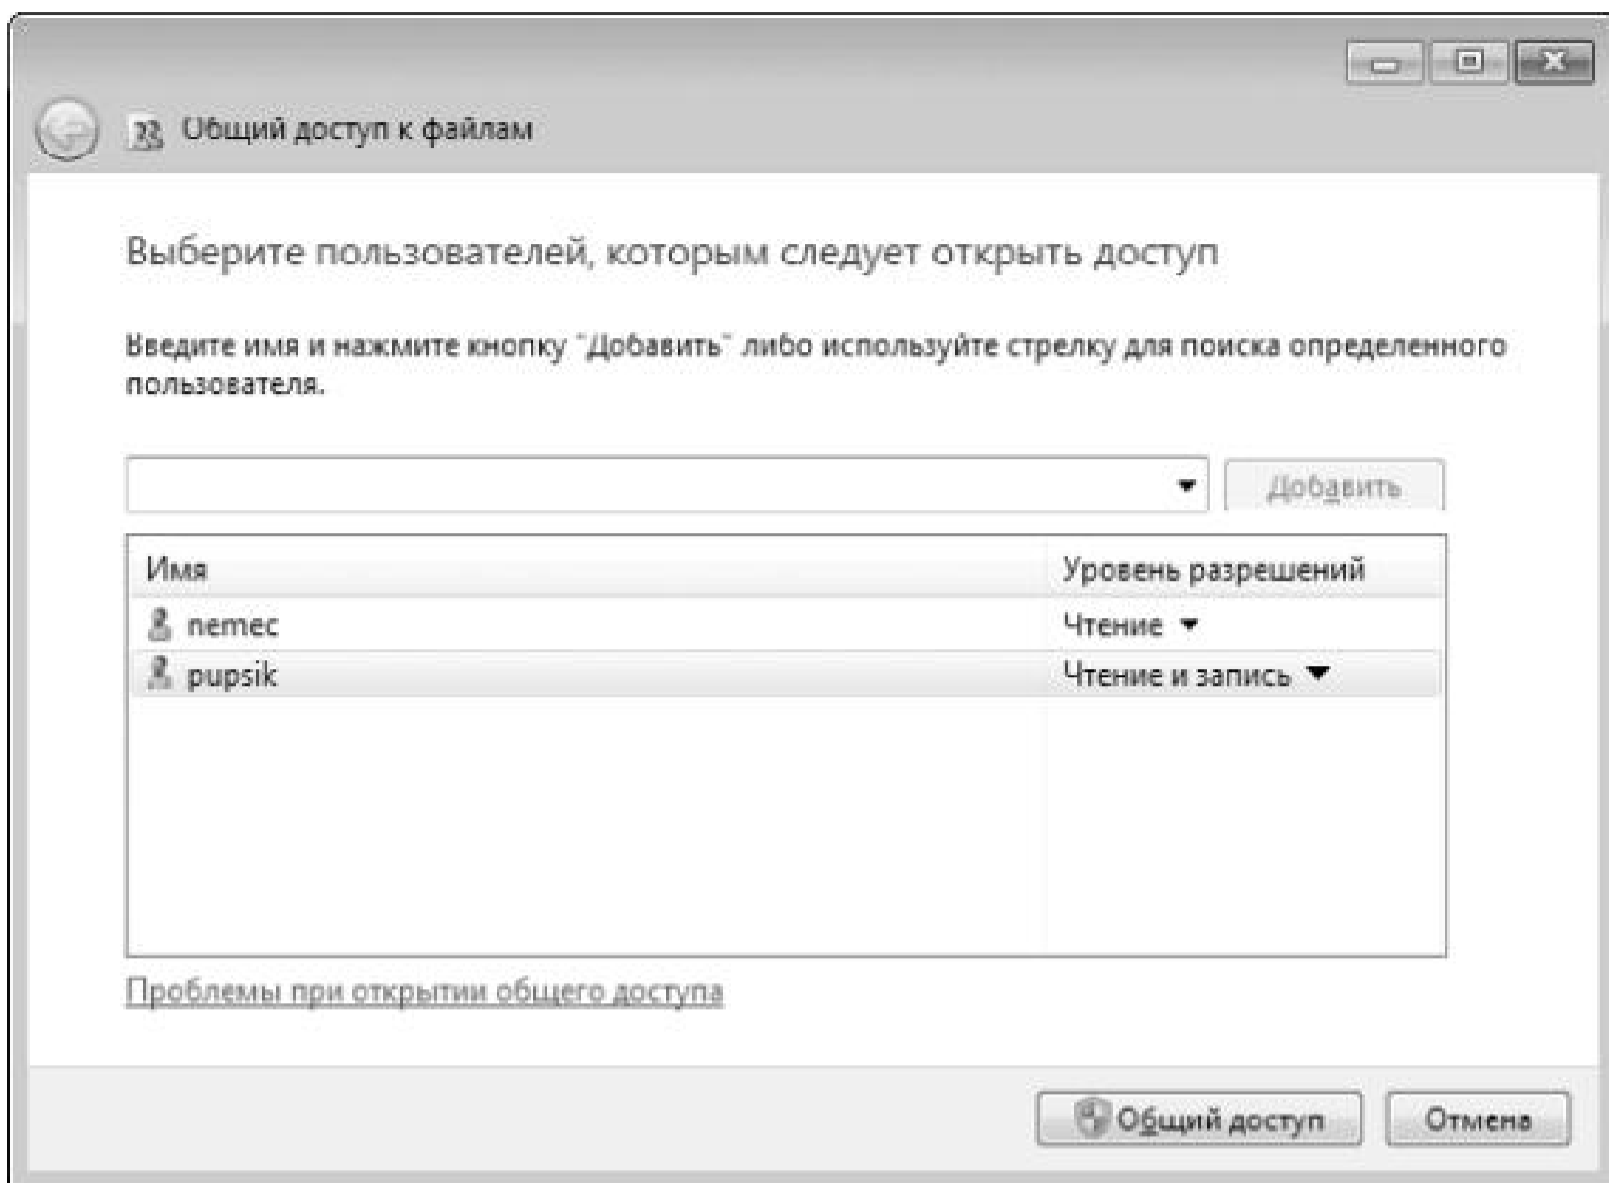 Общий доступ к файлам
Выберите пользователей, которым следует открыть доступ
Введите имя и нажмите кнопку "Добавить" либо используйте стрелку для поиска определенного
пользователя.
Добавить
Имя Уровень разрешений
nemec Чтение
pupsik Чтение и запись
Проблемы при открытии общего доступа
Общий доступ Отмена